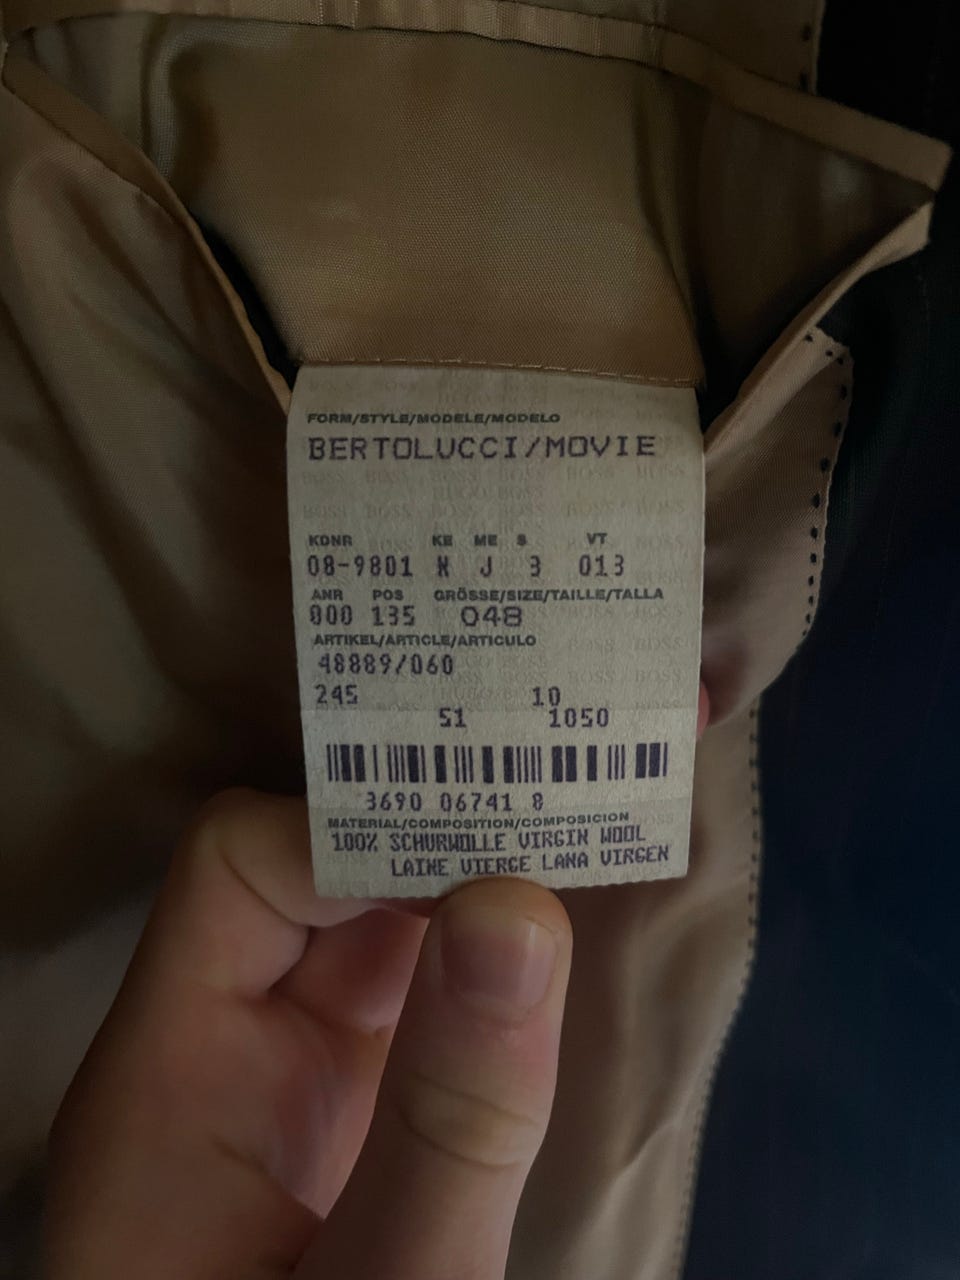 FORM/STYLE/MODELE/MODELO
BERTOLUCCI/MOVIE
KDNR KE ME S VT
08-9801 N J 3 013
ANR POS GRÖSSE/SIZE/TAILLE/TALLA
000 135 048
ARTIKEL/ARTICLE/ARTICULO
48889/060
245 10
51 1050
3690 06741 8
MATERIAL/COMPOSITION/COMPOSICION
100% SCHURWOLLE VIRGIN WOOL
LAINE VIERGE LANA VIRGEN